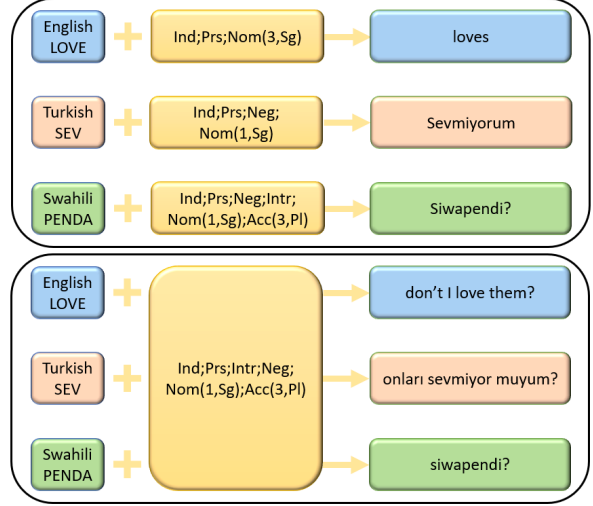 English
LOVE
+
Ind;Prs;Nom(3,Sg)
loves
Turkish
SEV
+
Ind;Prs;Neg;
Nom(1,Sg)
Sevmiyorum
Swahili
PENDA
+
Ind;Prs;Neg;Intr;
Nom(1,Sg);Acc(3,Pl)
Siwapendi?
English
LOVE
+
don't I love them?
Turkish
SEV
+
Ind;Prs;Intr;Neg;
Nom(1,Sg);Acc(3,Pl)
onları sevmiyor muyum?
Swahili
PENDA
+
siwapendi?